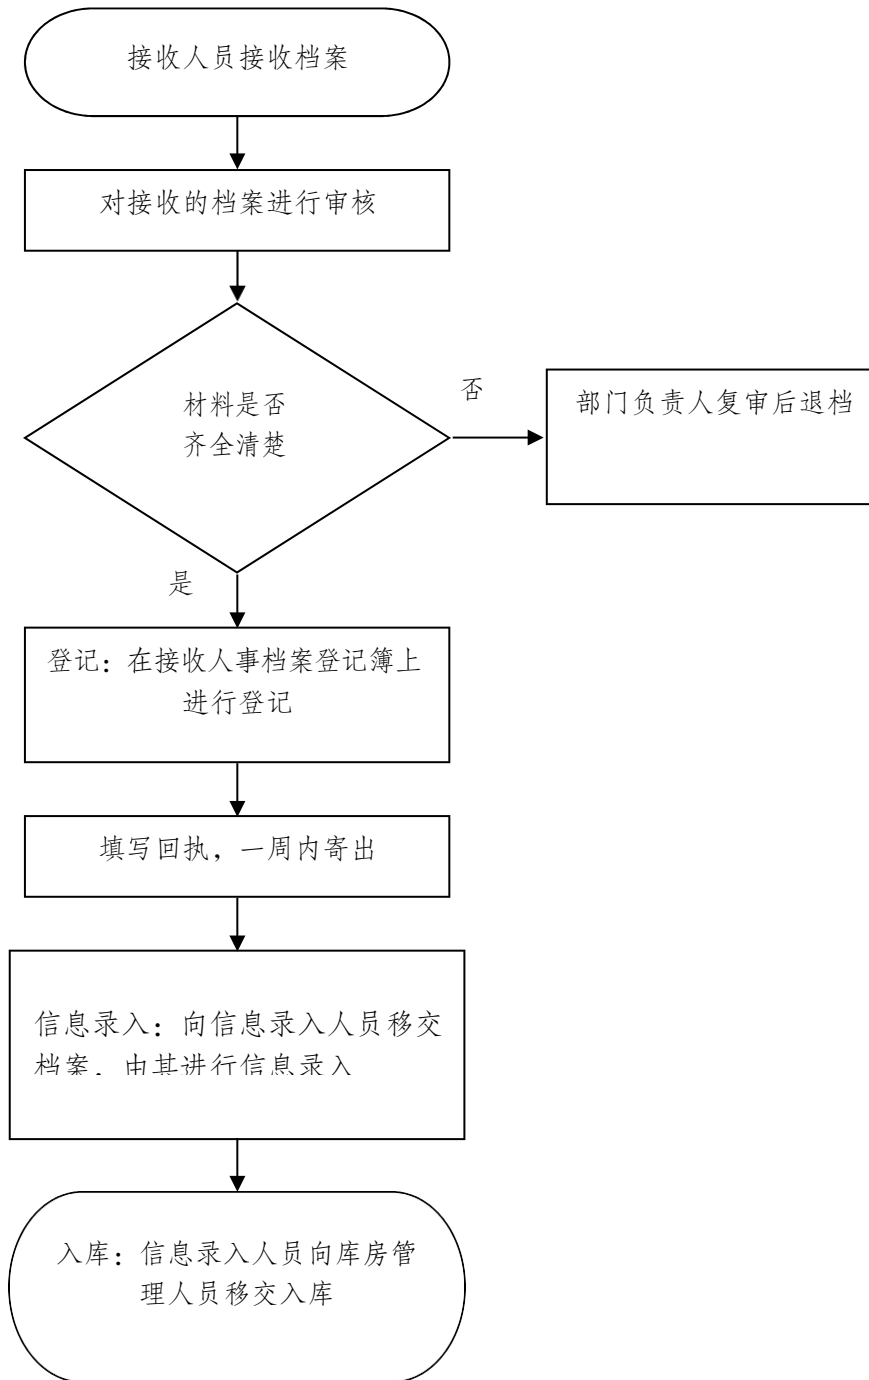 接收人员接收档案
对接收的档案进行审核
材料是否
齐全清楚
否
部门负责人复审后退档
是
登记：在接收人事档案登记簿上
进行登记
填写回执，一周内寄出
信息录入：向信息录入人员移交
档案，由其进行信息录入
入库：信息录入人员向库房管
理人员移交入库